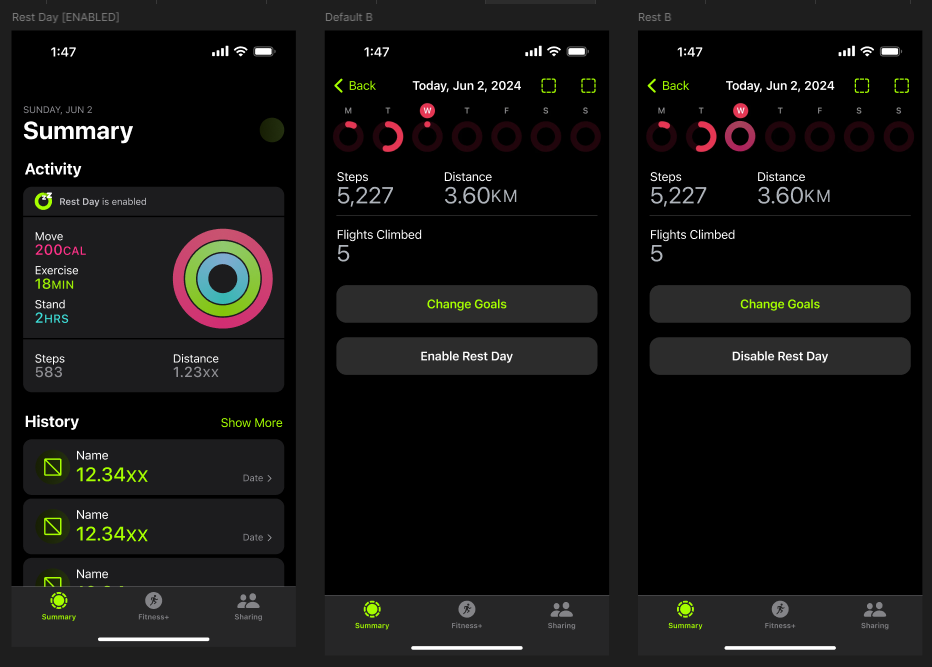 Rest Day [ENABLED]
1:47
SUNDAY, JUN 2
Summary
Activity
Rest Day is enabled
Move
200CAL
Exercise
18MIN
Stand
2HRS
Steps
583
Distance
1.23XX
History
Show More
Name
12.34XX
Date
Name
12.34XX
Date
Name
Summary
Fitness+
Sharing
Default B
1:47
Back
Today, Jun 2, 2024
M T W T F S S
Steps
5,227
Distance
3.60KM
Flights Climbed
5
Change Goals
Enable Rest Day
Summary
Fitness+
Sharing
Rest B
1:47
Back
Today, Jun 2, 2024
M T W T F S S
Steps
5,227
Distance
3.60KM
Flights Climbed
5
Change Goals
Disable Rest Day
Summary
Fitness+
Sharing